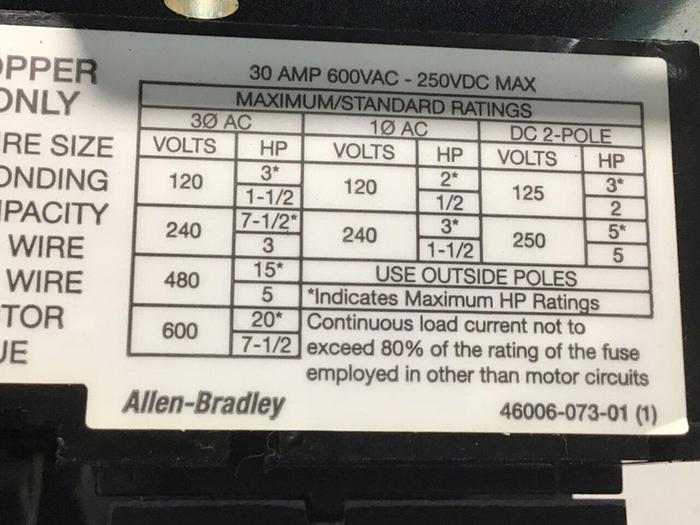 30 AMP 600VAC - 250VDC MAX
MAXIMUM/STANDARD RATINGS
3Ø AC 1Ø AC DC 2-POLE
VOLTS HP VOLTS HP VOLTS HP
120 3* 120 2* 125 3*
1-1/2 1/2 2
240 7-1/2* 240 3* 250 5*
3 1-1/2 5
480 15* USE OUTSIDE POLES
5 *Indicates Maximum HP Ratings
600 20* Continuous load current not to
7-1/2 exceed 80% of the rating of the fuse
employed in other than motor circuits
Allen-Bradley 46006-073-01 (1)
OPPER
ONLY
IRE SIZE
ONDING
MPACITY
WIRE
WIRE
TOR
UE